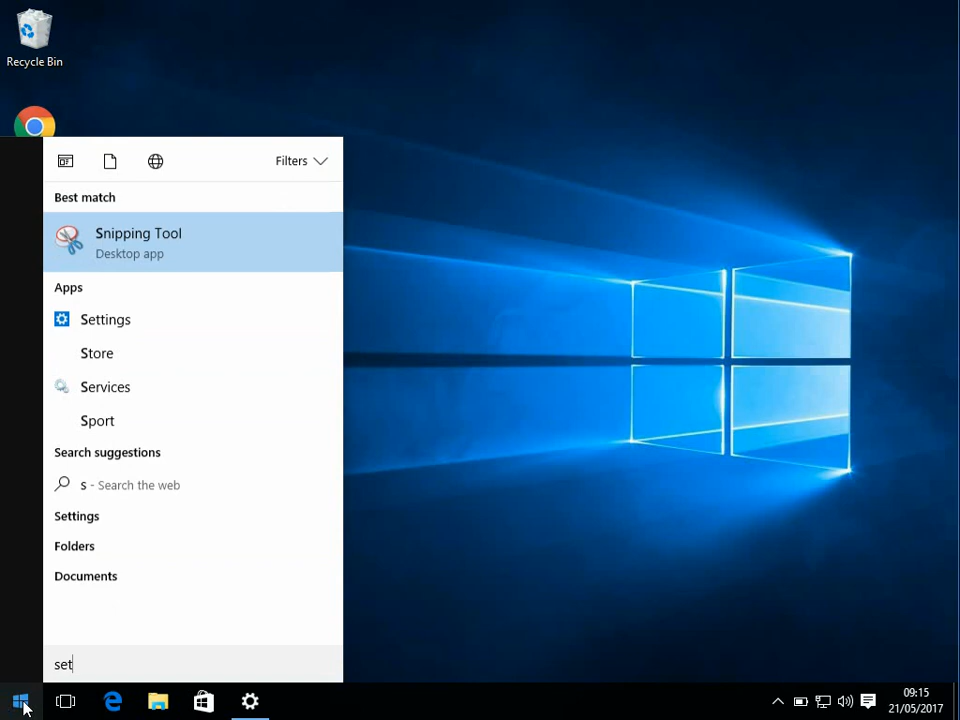 Recycle Bin
Filters
Best match
Snipping Tool
Desktop app
Apps
Settings
Store
Services
Sport
Search suggestions
s - Search the web
Settings
Folders
Documents
set
09:15
21/05/2017